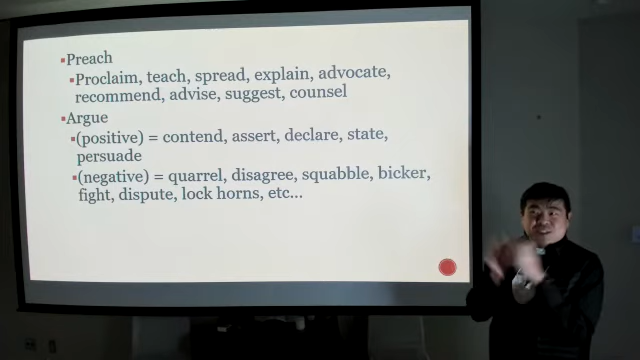 Preach
Proclaim, teach, spread, explain, advocate,
recommend, advise, suggest, counsel
Argue
(positive) = contend, assert, declare, state,
persuade
(negative) = quarrel, disagree, squabble, bicker,
fight, dispute, lock horns, etc...